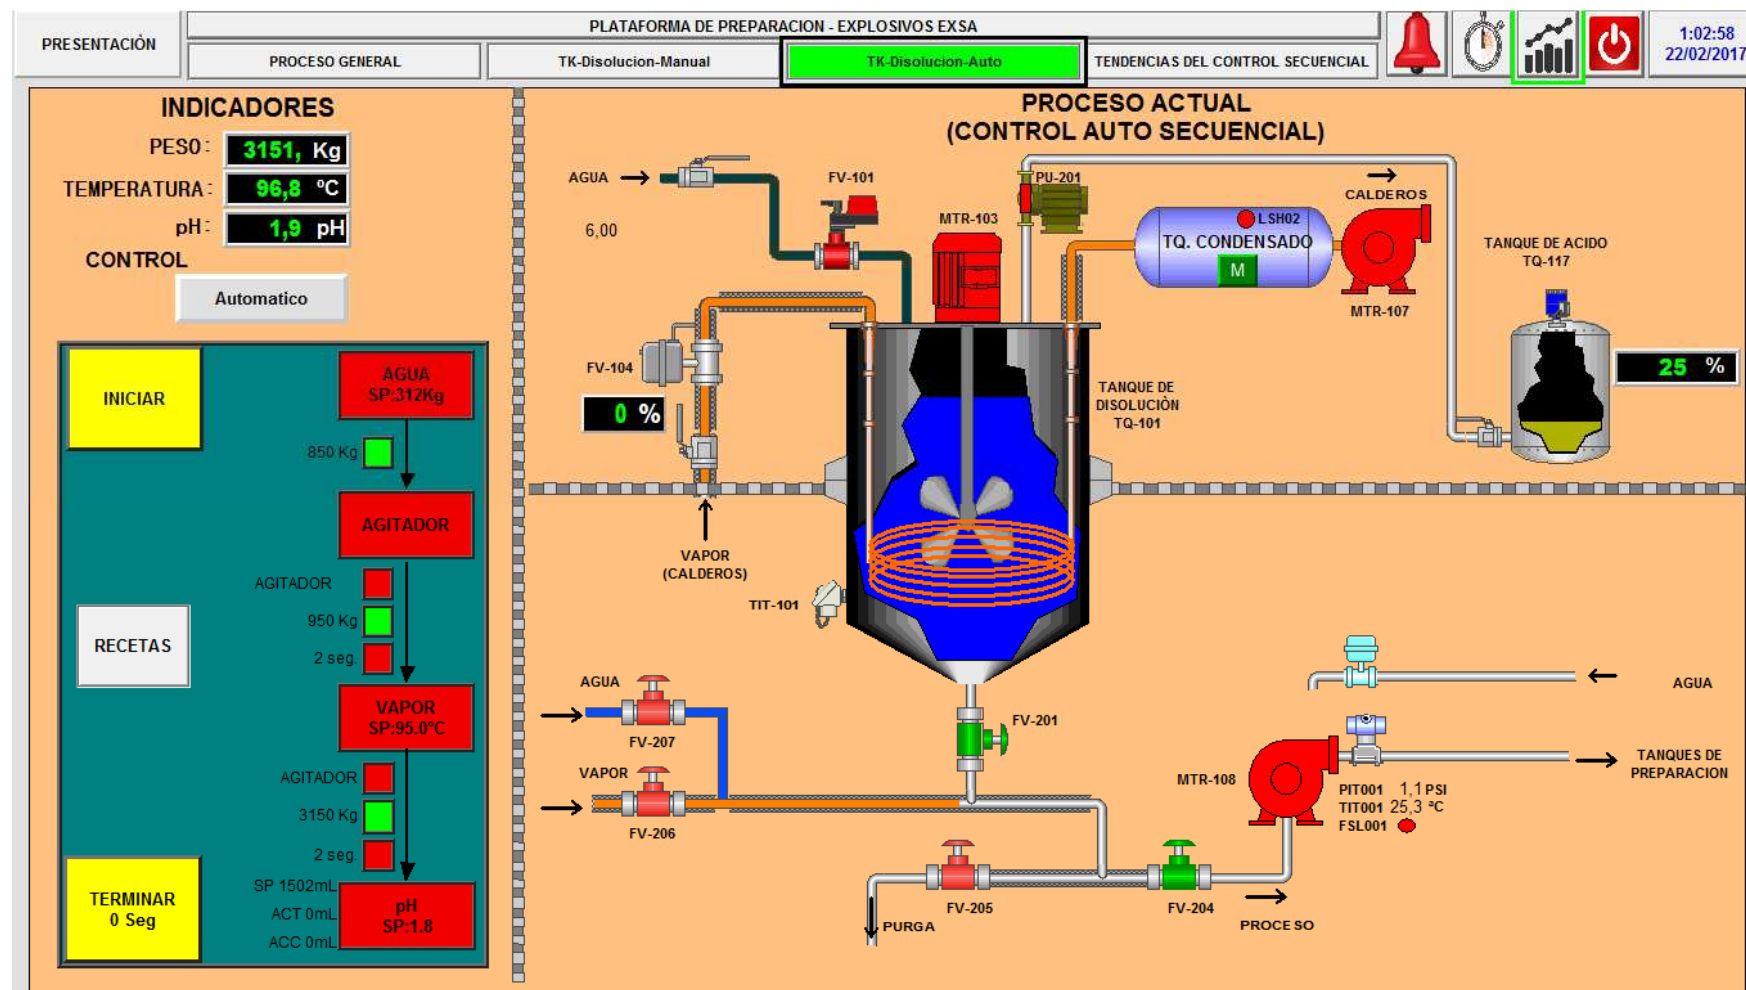 PRESENTACIÒN
PLATAFORMA DE PREPARACION - EXPLOSIVOS EXSA
PROCESO GENERAL
TK-Disolucion-Manual
TK-Disolucion-Auto
TENDENCIAS DEL CONTROL SECUENCIAL
1:02:58
22/02/2017
INDICADORES
PESO:
3151, Kg
TEMPERATURA:
96,8 ºC
pH:
1,9 pH
CONTROL
Automatico
INICIAR
AGUA
SP:312Kg
850 Kg
AGITADOR
AGITADOR
950 Kg
2 seg.
RECETAS
VAPOR
SP:95.0ºC
AGITADOR
3150 Kg
2 seg.
TERMINAR
0 Seg
SP 1502mL
ACT 0mL
ACC 0mL
pH
SP:1.8
PROCESO ACTUAL
(CONTROL AUTO SECUENCIAL)
AGUA
6,00
FV-101
MTR-103
PU-201
CALDEROS
LSH02
TQ. CONDENSADO
M
MTR-107
TANQUE DE ACIDO
TQ-117
25 %
FV-104
0 %
TANQUE DE
DISOLUCIÒN
TQ-101
VAPOR
(CALDEROS)
TIT-101
AGUA
FV-207
VAPOR
FV-206
FV-201
AGUA
TANQUES DE
PREPARACION
MTR-108
PIT001 1,1 PSI
TIT001 25,3 ªC
FSL001
FV-205
PURGA
FV-204
PROCESO